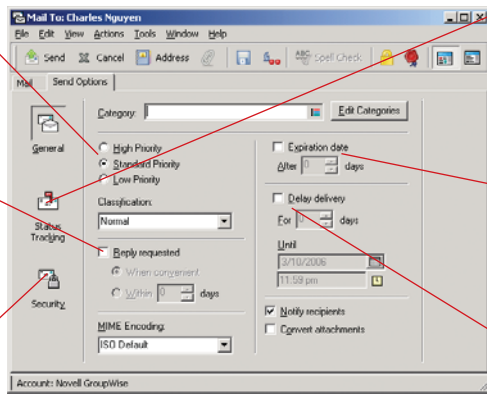 Mail To: Charles Nguyen
File Edit View Actions Tools Window Help
Send Cancel Address ABC Spell Check
Mail Send Options
General
Status Tracking
Security
Category:
Edit Categories
High Priority
Standard Priority
Low Priority
Classification:
Normal
Reply requested
When convenient
Within 0 days
MIME Encoding:
ISO Default
Expiration date
After 0 days
Delay delivery
For 0 days
Until
3/10/2006
11:59 pm
Notify recipients
Convert attachments
Account: Novell GroupWise